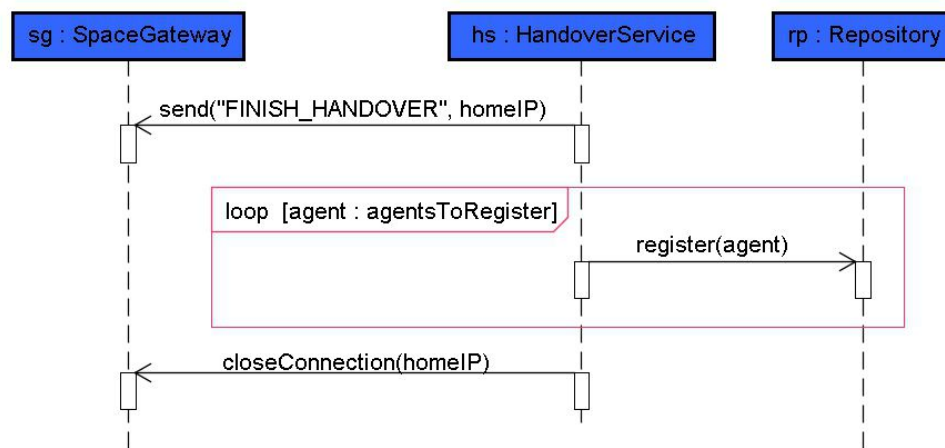 sg : SpaceGateway
hs : HandoverService
rp : Repository
send("FINISH_HANDOVER", homeIP)
loop [agent : agentsToRegister]
register(agent)
closeConnection(homeIP)